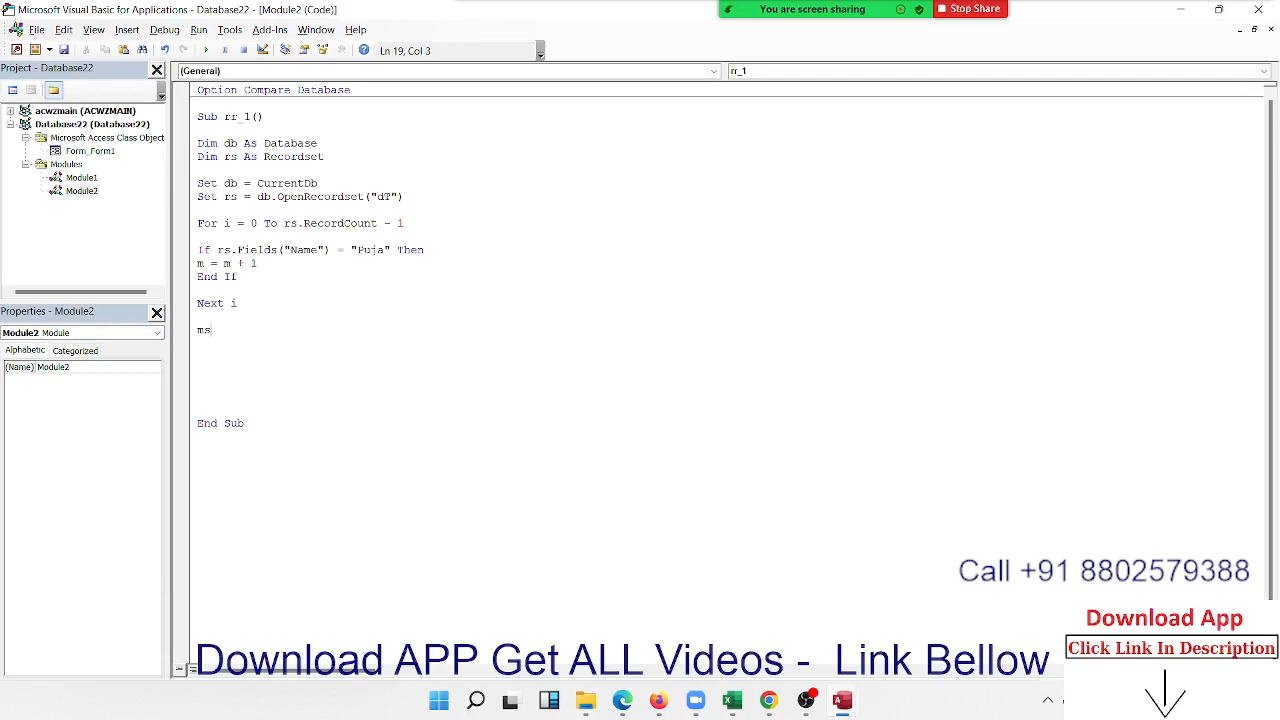 Microsoft Visual Basic for Applications - Database22 - [Module2 (Code)]
You are screen sharing
Stop Share
File Edit View Insert Debug Run Tools Add-Ins Window Help
Ln 19, Col 3
Project - Database22
(General)
rr_1
acwzmain (ACWZMAIN)
Database22 (Database22)
Microsoft Access Class Object
Form_Form1
Modules
Module1
Module2
Properties - Module2
Module2 Module
Alphabetic Categorized
(Name) Module2
Option Compare Database
Sub rr_1()
Dim db As Database
Dim rs As Recordset
Set db = CurrentDb
Set rs = db.OpenRecordset("dT")
For i = 0 To rs.RecordCount - 1
If rs.Fields("Name") = "Puja" Then
m = m + 1
End If
Next i
ms
End Sub
Call +91 8802579388
Download App
Click Link In Description
Download APP Get ALL Videos - Link Bellow